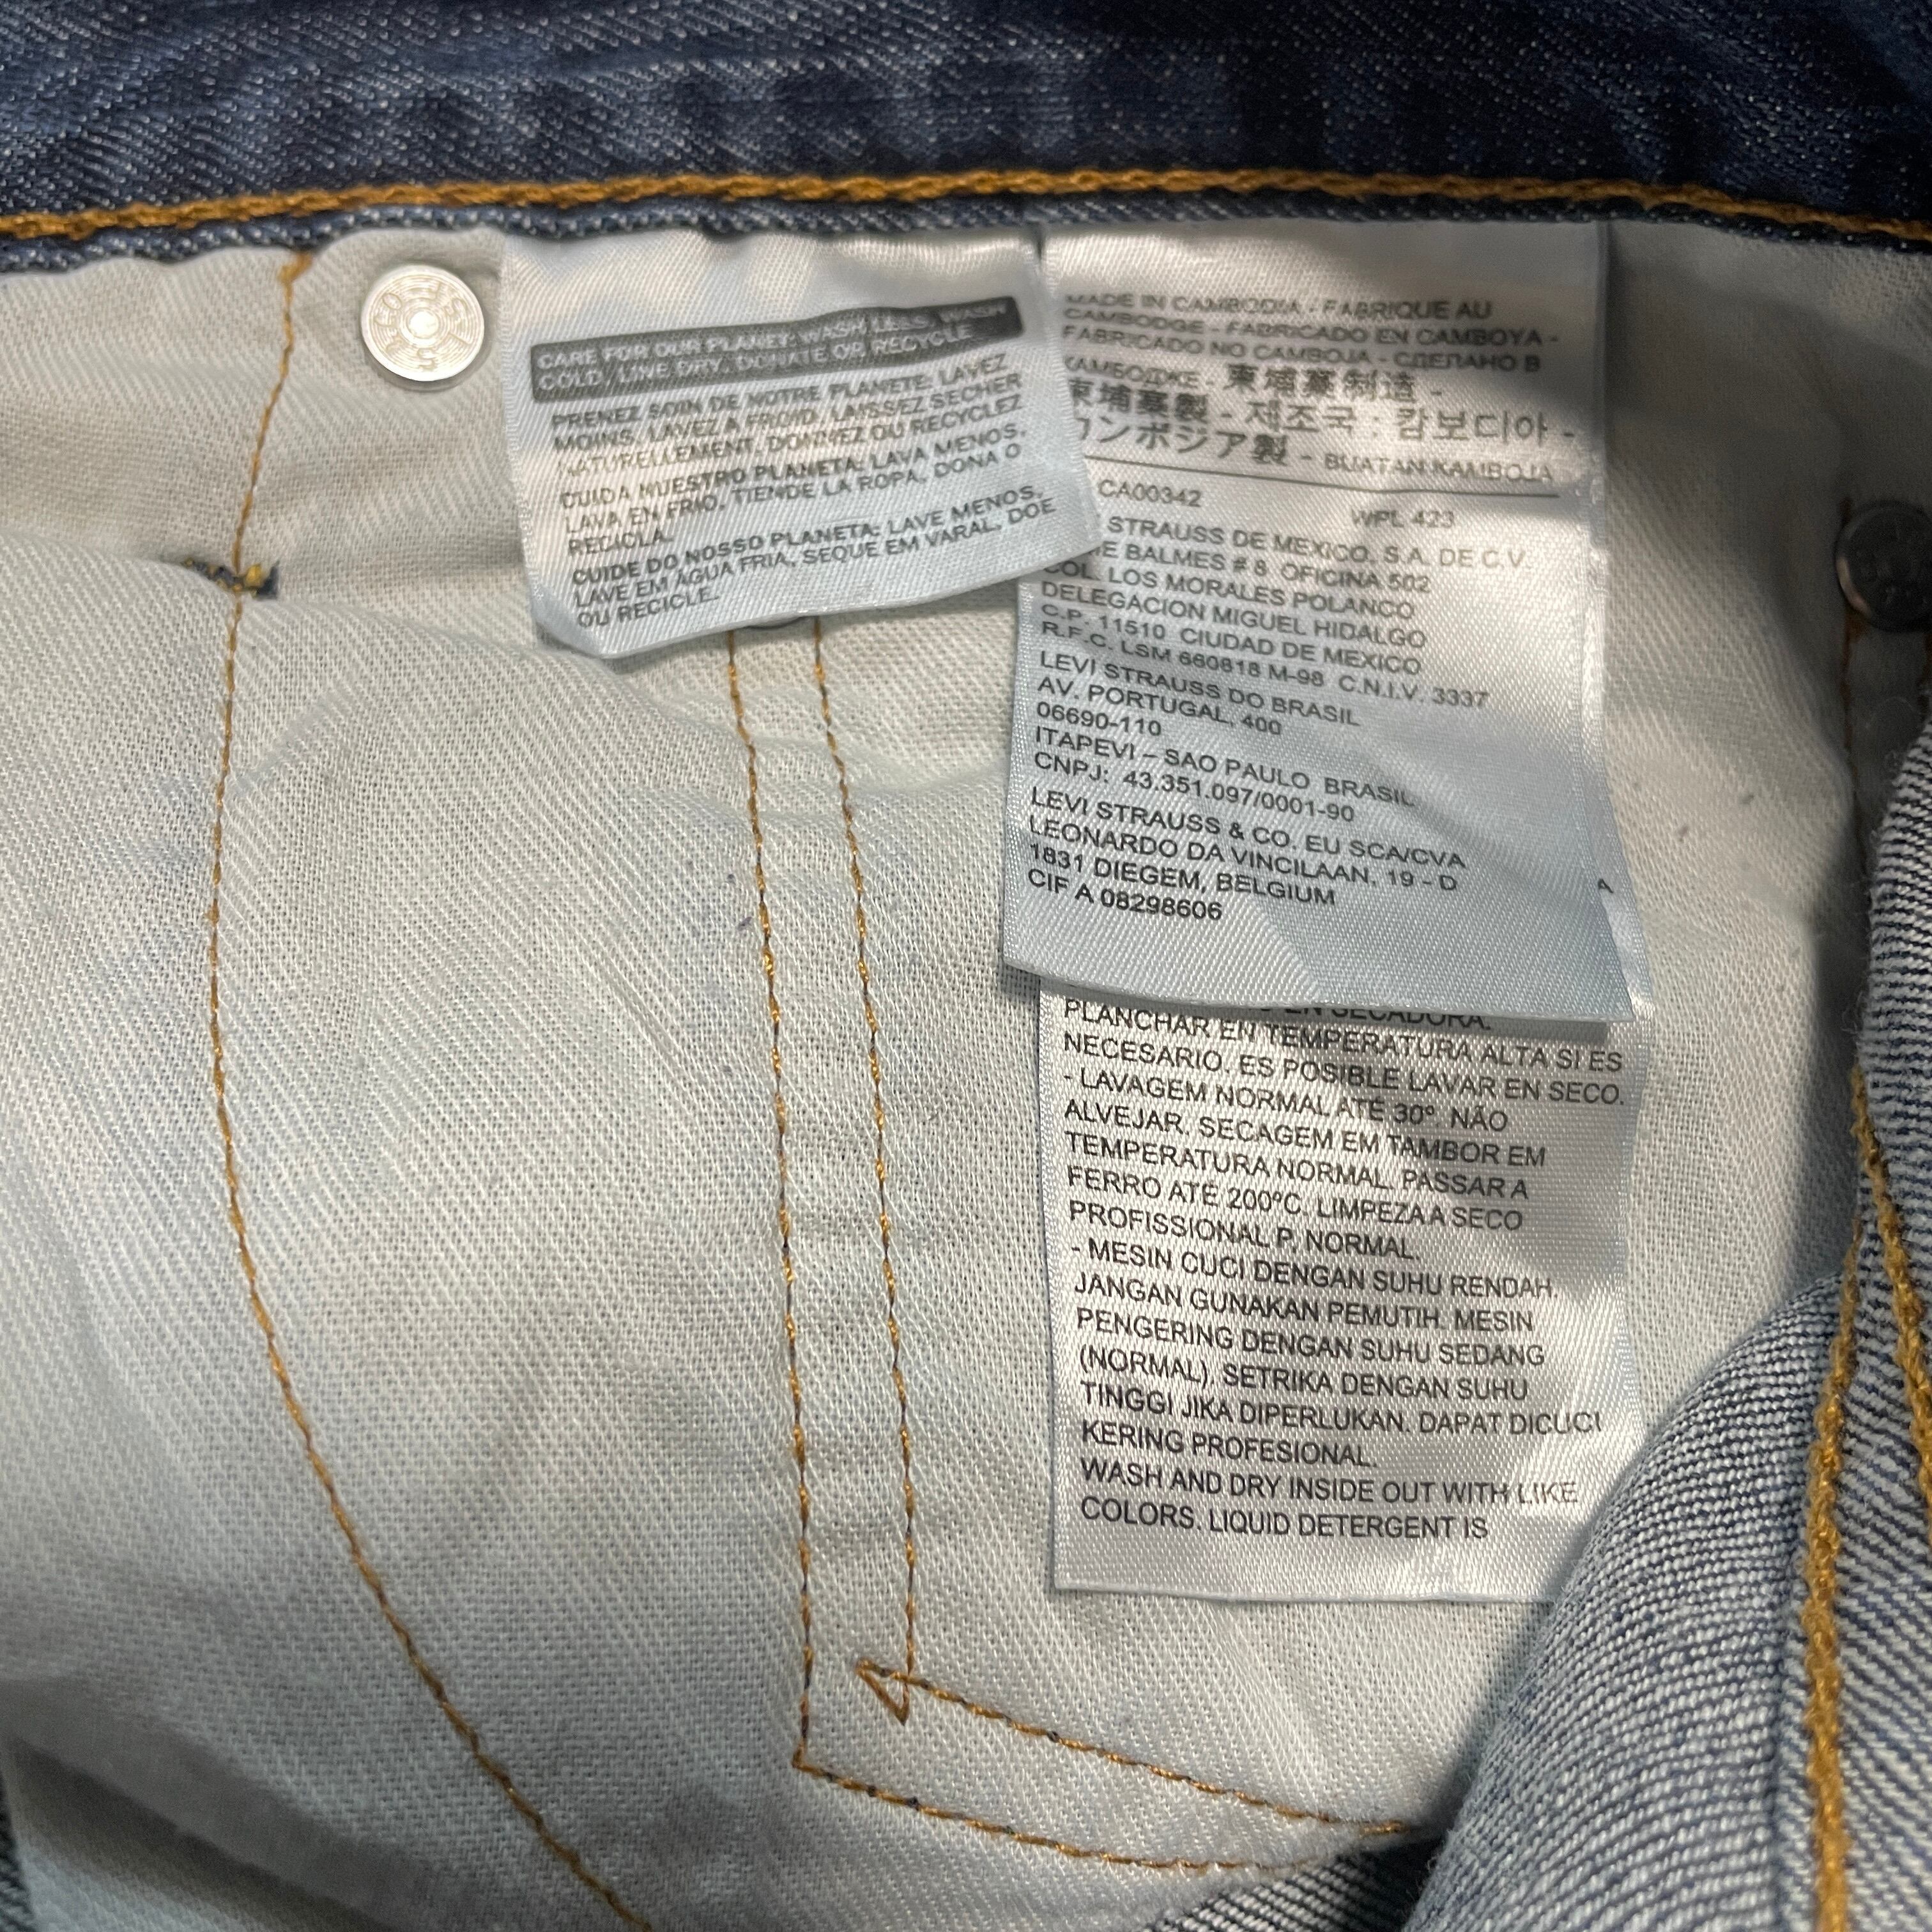 CARE FOR OUR PLANET: WASH LESS, WASH
COLD, LINE DRY, DONATE OR RECYCLE.
PRENEZ SOIN DE NOTRE PLANETE: LAVEZ
MOINS, LAVEZ A FROID, LAISSEZ SECHER
NATURELLEMENT, DONNEZ OU RECYCLEZ
CUIDA NUESTRO PLANETA: LAVA MENOS,
LAVA EN FRIO, TIENDE LA ROPA, DONA O
RECICLA.
CUIDE DO NOSSO PLANETA: LAVE MENOS,
LAVE EM ÁGUA FRIA, SEQUE EM VARAL, DOE
OU RECICLE.
MADE IN CAMBODIA - FABRIQUE AU
CAMBODGE - FABRICADO EN CAMBOYA -
FABRICADO NO CAMBOJA - СДЕЛАНО В
КАМБОДЖЕ - 東埔寨制造 -
東埔寨製 - 제조국 : 캄보디아 -
カンボジア製 - BUATAN KAMBOJA
CA00342 WPL 423
STRAUSS DE MEXICO, S.A. DE C.V.
BALMES # 8 OFICINA 502
COL. LOS MORALES POLANCO
DELEGACION MIGUEL HIDALGO
C.P. 11510 CIUDAD DE MEXICO
R.F.C. LSM 660818 M-98 C.N.I.V. 3337
LEVI STRAUSS DO BRASIL
AV. PORTUGAL, 400
06690-110
ITAPEVI – SAO PAULO BRASIL
CNPJ: 43.351.097/0001-90
LEVI STRAUSS & CO. EU SCA/CVA
LEONARDO DA VINCILAAN, 19 - D
1831 DIEGEM, BELGIUM
CIF A 08298606
EN SECADORA.
PLANCHAR EN TEMPERATURA ALTA SI ES
NECESARIO. ES POSIBLE LAVAR EN SECO.
- LAVAGEM NORMAL ATÉ 30º NÃO
ALVEJAR. SECAGEM EM TAMBOR EM
TEMPERATURA NORMAL. PASSAR A
FERRO ATÉ 200ºC. LIMPEZA A SECO
PROFISSIONAL P, NORMAL.
- MESIN CUCI DENGAN SUHU RENDAH.
JANGAN GUNAKAN PEMUTIH. MESIN
PENGERING DENGAN SUHU SEDANG
(NORMAL). SETRIKA DENGAN SUHU
TINGGI JIKA DIPERLUKAN. DAPAT DICUCI
KERING PROFESIONAL.
WASH AND DRY INSIDE OUT WITH LIKE
COLORS. LIQUID DETERGENT IS